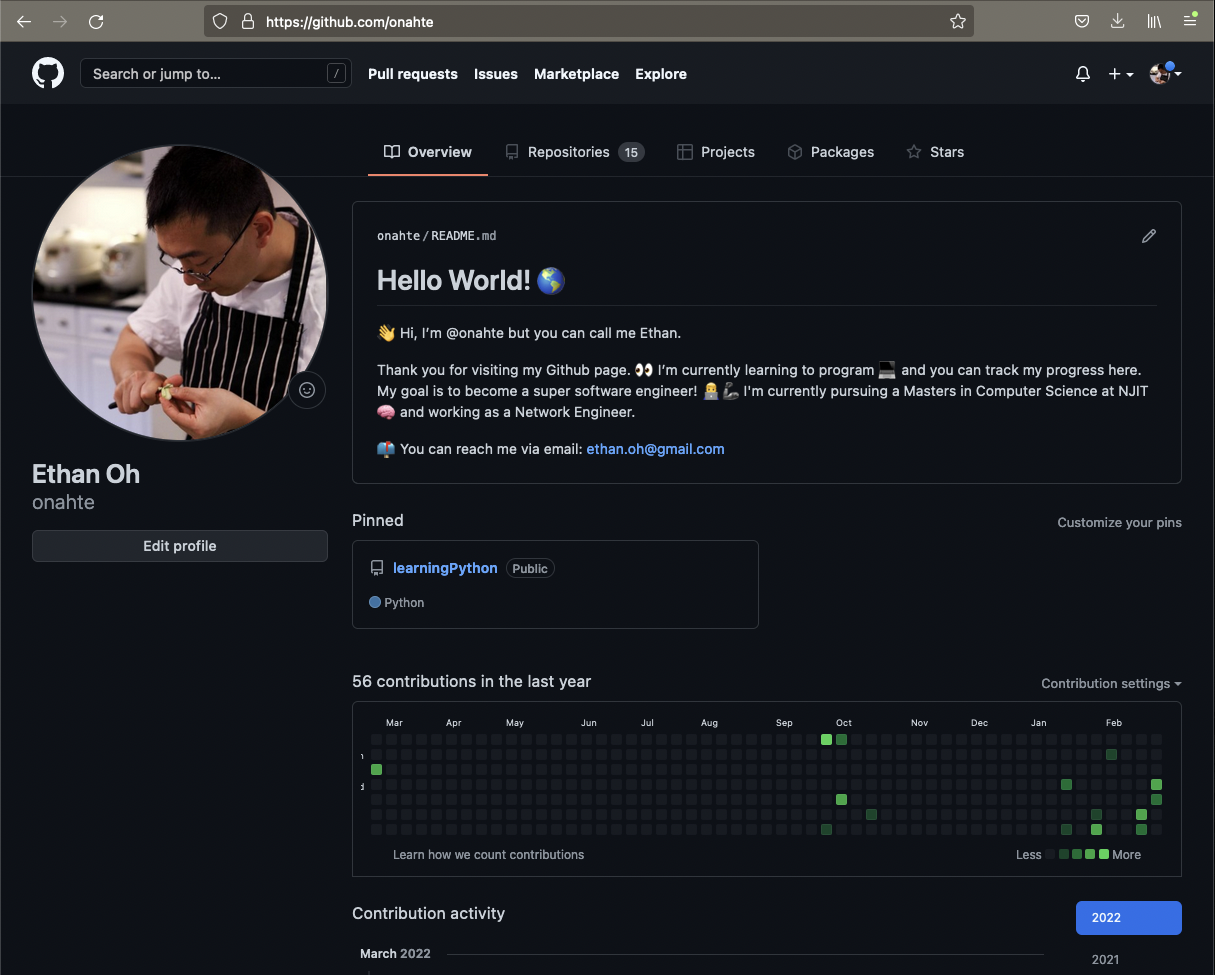 https://github.com/onahte
Search or jump to... /
Pull requests Issues Marketplace Explore
Overview Repositories 15 Projects Packages Stars
onahte/README.md
Hello World! 🌎
👋 Hi, I'm @onahte but you can call me Ethan.
Thank you for visiting my Github page. 👀 I'm currently learning to program 💻 and you can track my progress here.
My goal is to become a super software engineer! 👨‍💻🦾 I'm currently pursuing a Masters in Computer Science at NJIT
🧠 and working as a Network Engineer.
📫 You can reach me via email: ethan.oh@gmail.com
Ethan Oh
onahte
Edit profile
Pinned
Customize your pins
learningPython Public
Python
56 contributions in the last year
Contribution settings
Mar Apr May Jun Jul Aug Sep Oct Nov Dec Jan Feb
Learn how we count contributions
Less More
Contribution activity
2022
March 2022
2021